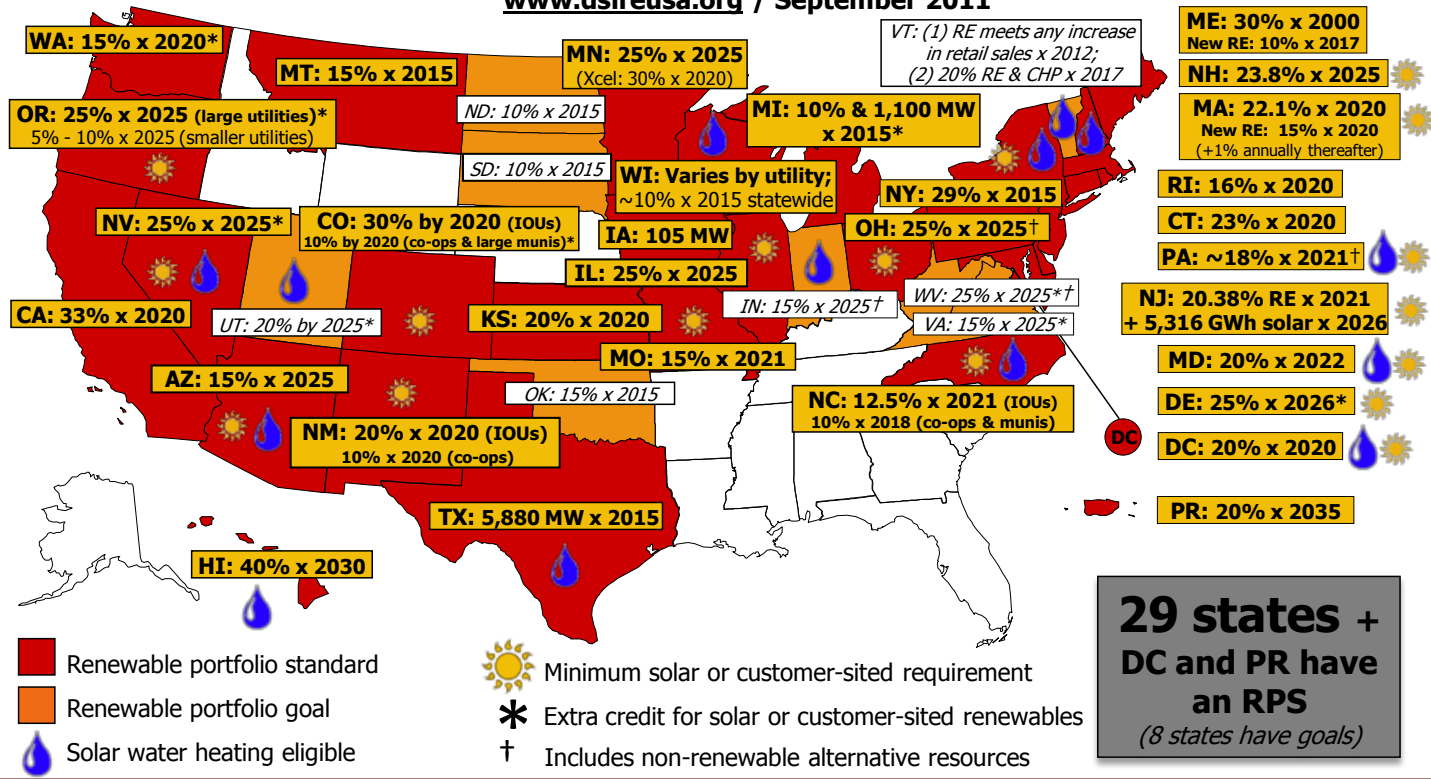 www.dsireusa.org / September 2011
WA: 15% x 2020*
MT: 15% x 2015
MN: 25% x 2025
(Xcel: 30% x 2020)
VT: (1) RE meets any increase
in retail sales x 2012;
(2) 20% RE & CHP x 2017
ME: 30% x 2000
New RE: 10% x 2017
NH: 23.8% x 2025
OR: 25% x 2025 (large utilities)*
5% - 10% x 2025 (smaller utilities)
ND: 10% x 2015
MI: 10% & 1,100 MW
x 2015*
MA: 22.1% x 2020
New RE: 15% x 2020
(+1% annually thereafter)
SD: 10% x 2015
WI: Varies by utility;
~10% x 2015 statewide
NY: 29% x 2015
RI: 16% x 2020
NV: 25% x 2025*
CO: 30% by 2020 (IOUs)
10% by 2020 (co-ops & large munis)*
IA: 105 MW
OH: 25% x 2025†
CT: 23% x 2020
IL: 25% x 2025
PA: ~18% x 2021†
CA: 33% x 2020
UT: 20% by 2025*
KS: 20% x 2020
IN: 15% x 2025†
WV: 25% x 2025*†
VA: 15% x 2025*
NJ: 20.38% RE x 2021
+ 5,316 GWh solar x 2026
MO: 15% x 2021
MD: 20% x 2022
AZ: 15% x 2025
OK: 15% x 2015
NC: 12.5% x 2021 (IOUs)
10% x 2018 (co-ops & munis)
DE: 25% x 2026*
NM: 20% x 2020 (IOUs)
10% x 2020 (co-ops)
DC
DC: 20% x 2020
TX: 5,880 MW x 2015
PR: 20% x 2035
HI: 40% x 2030
Renewable portfolio standard
Renewable portfolio goal
Solar water heating eligible
Minimum solar or customer-sited requirement
* Extra credit for solar or customer-sited renewables
† Includes non-renewable alternative resources
29 states +
DC and PR have
an RPS
(8 states have goals)